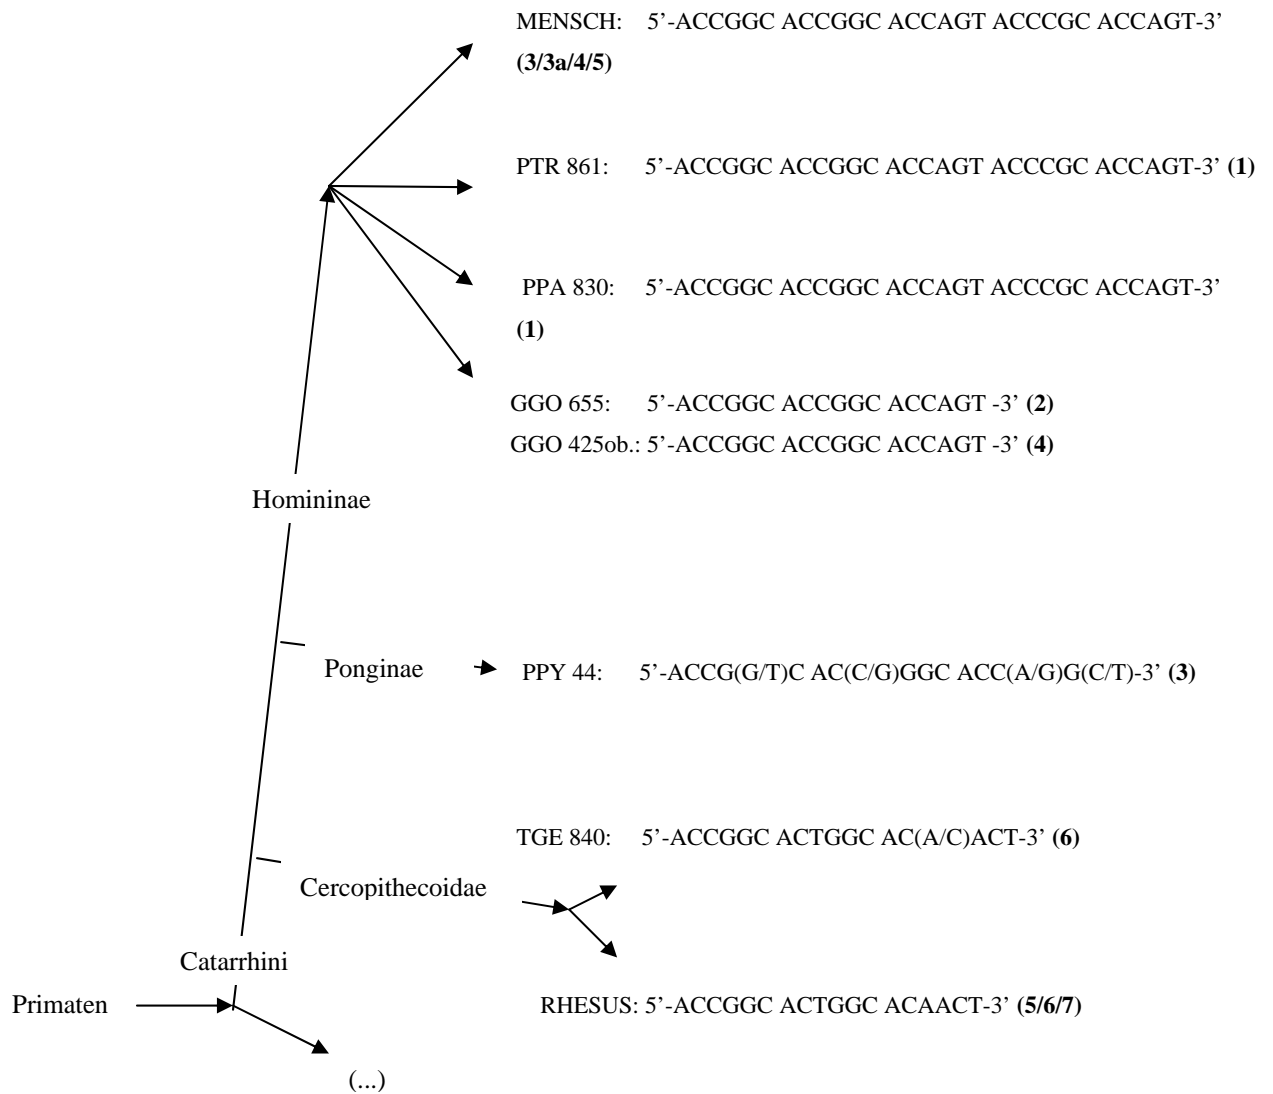 MENSCH: 5’-ACCGGC ACCGGC ACCAGT ACCCGC ACCAGT-3’
(3/3a/4/5)
PTR 861: 5’-ACCGGC ACCGGC ACCAGT ACCCGC ACCAGT-3’ (1)
PPA 830: 5’-ACCGGC ACCGGC ACCAGT ACCCGC ACCAGT-3’
(1)
GGO 655: 5’-ACCGGC ACCGGC ACCAGT -3’ (2)
GGO 425ob.: 5’-ACCGGC ACCGGC ACCAGT -3’ (4)
Homininae
Ponginae
PPY 44: 5’-ACCG(G/T)C AC(C/G)GGC ACC(A/G)G(C/T)-3’ (3)
TGE 840: 5’-ACCGGC ACTGGC AC(A/C)ACT-3’ (6)
Cercopithecoidae
Catarrhini
Primaten
RHESUS: 5’-ACCGGC ACTGGC ACAACT-3’ (5/6/7)
(...)